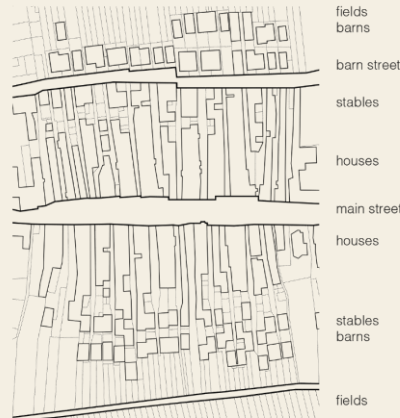 fields
barns
barn street
stables
houses
main street
houses
stables
barns
fields